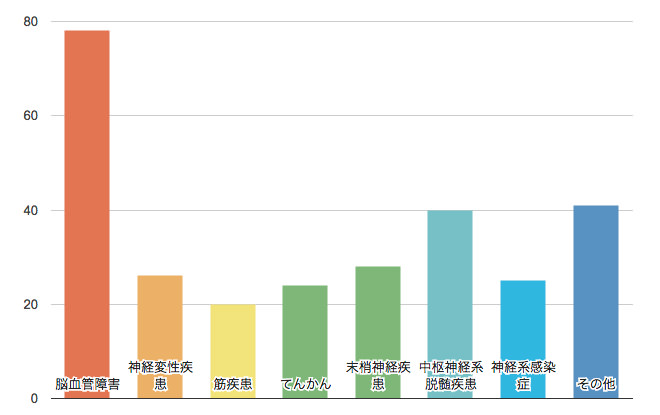 80
60
40
20
0
脳血管障害
神経変性疾
患
筋疾患
てんかん
末梢神経疾
患
中枢神経系
脱髄疾患
神経系感染
症
その他